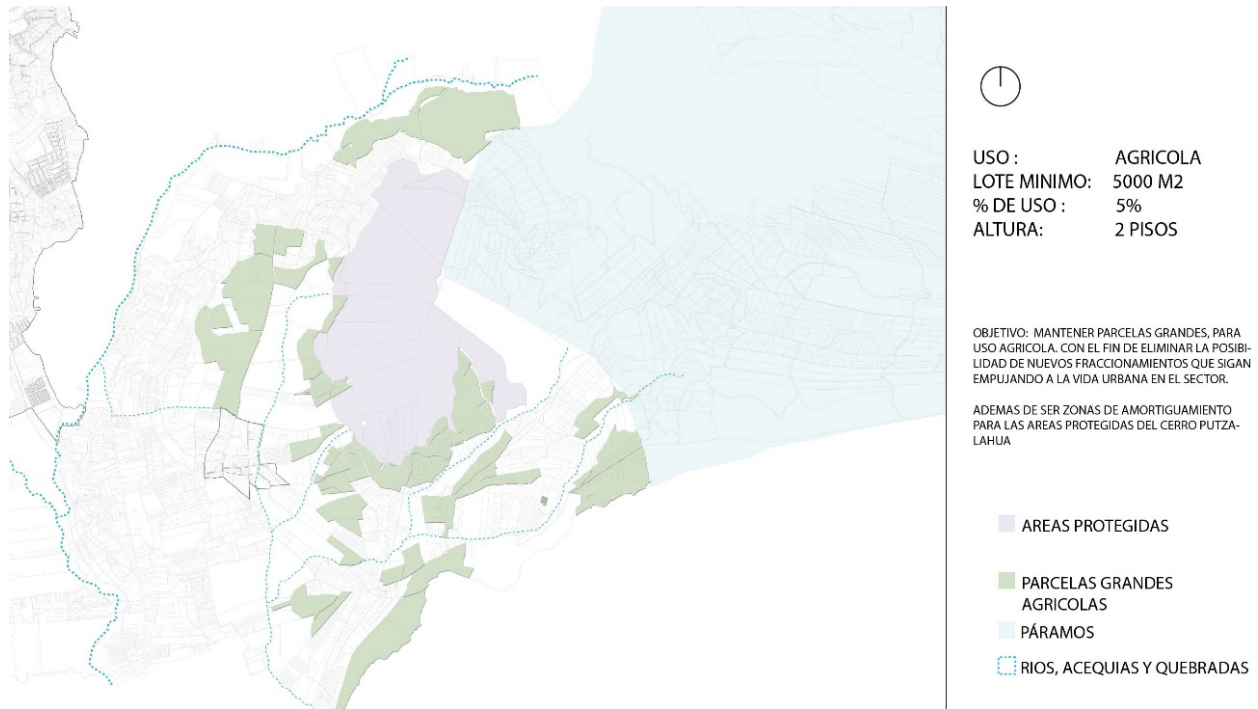 USO : AGRICOLA
LOTE MINIMO: 5000 M2
% DE USO : 5%
ALTURA: 2 PISOS
OBJETIVO: MANTENER PARCELAS GRANDES, PARA
USO AGRICOLA. CON EL FIN DE ELIMINAR LA POSIBI-
LIDAD DE NUEVOS FRACCIONAMIENTOS QUE SIGAN
EMPUJANDO A LA VIDA URBANA EN EL SECTOR.
ADEMAS DE SER ZONAS DE AMORTIGUAMIENTO
PARA LAS AREAS PROTEGIDAS DEL CERRO PUTZA-
LAHUA
AREAS PROTEGIDAS
PARCELAS GRANDES
AGRICOLAS
PÁRAMOS
RIOS, ACEQUIAS Y QUEBRADAS